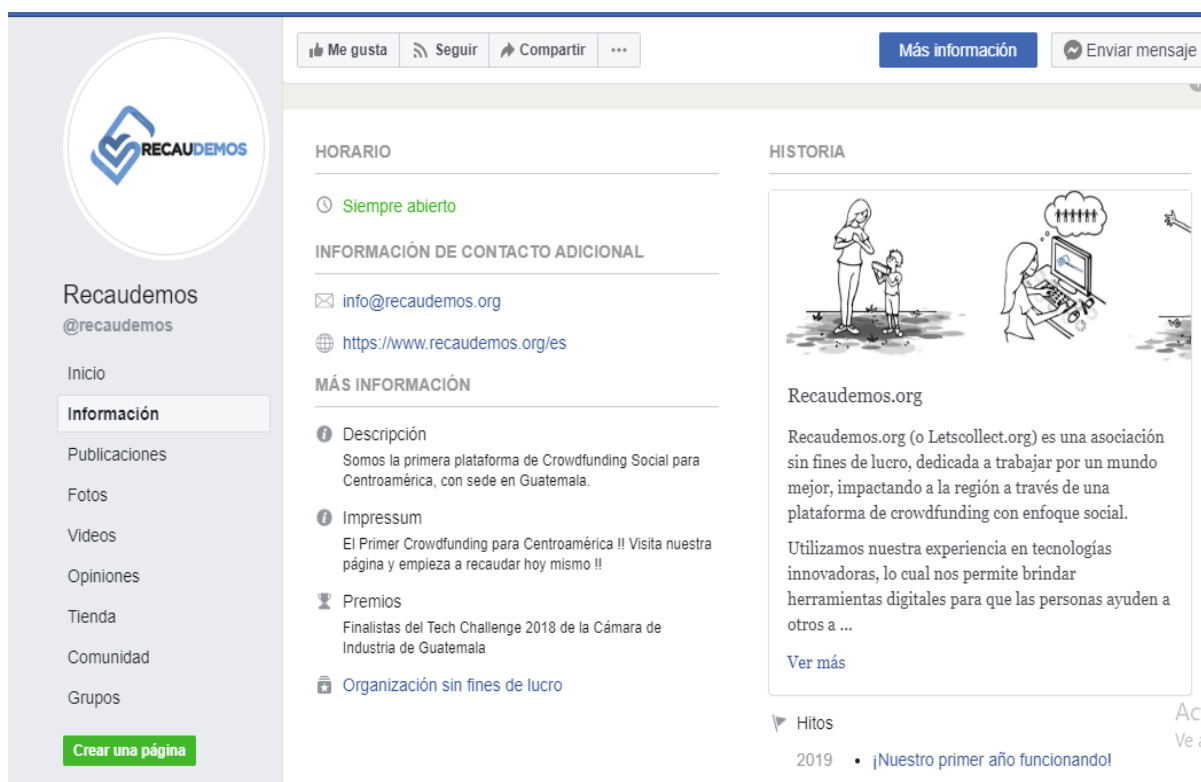 Me gusta
Seguir
Compartir
...
Más información
Enviar mensaje
RECAUDEMOS
Recaudemos
@recaudemos
Inicio
Información
Publicaciones
Fotos
Videos
Opiniones
Tienda
Comunidad
Grupos
Crear una página
HORARIO
Siempre abierto
INFORMACIÓN DE CONTACTO ADICIONAL
info@recaudemos.org
https://www.recaudemos.org/es
MÁS INFORMACIÓN
Descripción
Somos la primera plataforma de Crowdfunding Social para
Centroamérica, con sede en Guatemala.
Impressum
El Primer Crowdfunding para Centroamérica !! Visita nuestra
página y empieza a recaudar hoy mismo !!
Premios
Finalistas del Tech Challenge 2018 de la Cámara de
Industria de Guatemala
Organización sin fines de lucro
HISTORIA
Recaudemos.org
Recaudemos.org (o Letscollect.org) es una asociación
sin fines de lucro, dedicada a trabajar por un mundo
mejor, impactando a la región a través de una
plataforma de crowdfunding con enfoque social.
Utilizamos nuestra experiencia en tecnologías
innovadoras, lo cual nos permite brindar
herramientas digitales para que las personas ayuden a
otros a ...
Ver más
Hitos
2019 • ¡Nuestro primer año funcionando!
Ac
Ve a